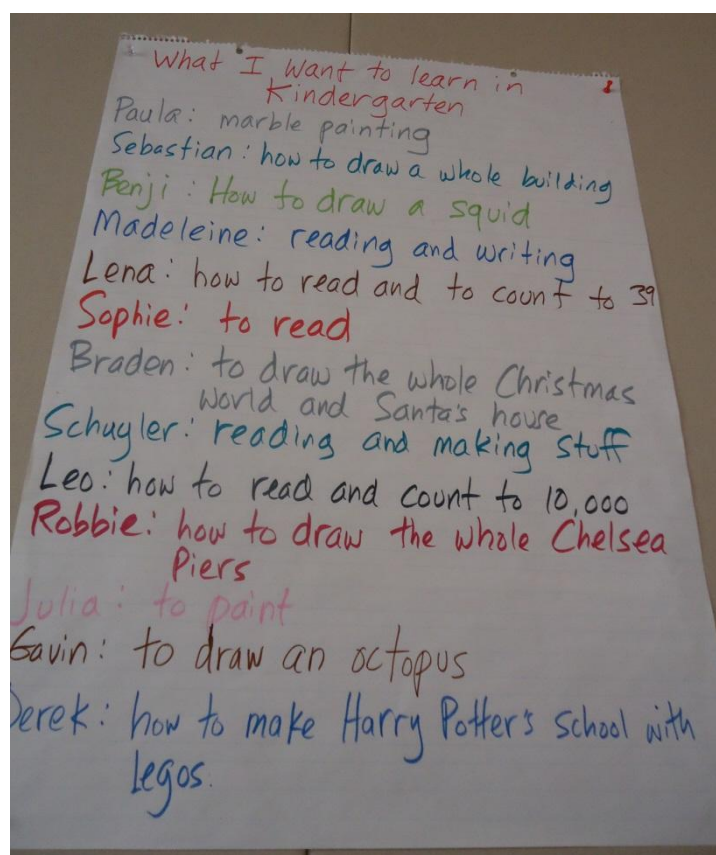 What I want to learn in
Kindergarten
Paula: marble painting
Sebastian: how to draw a whole building
Benji: How to draw a squid
Madeleine: reading and writing
Lena: how to read and to count to 39
Sophie: to read
Braden: to draw the whole Christmas
world and Santa's house
Schuyler: reading and making stuff
Leo: how to read and count to 10,000
Robbie: how to draw the whole Chelsea
Piers
Julia: to paint
Gavin: to draw an octopus
Derek: how to make Harry Potter's school with
Legos.